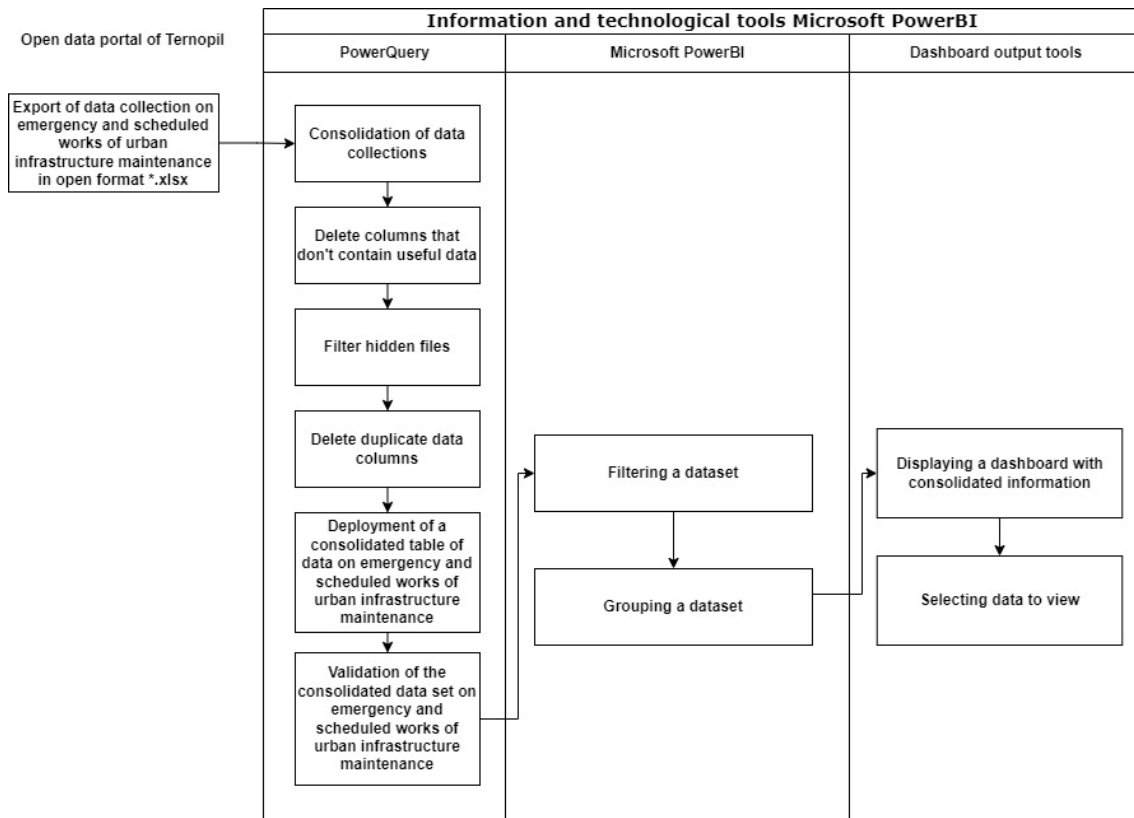 Information and technological tools Microsoft PowerBI
Open data portal of Ternopil
PowerQuery
Microsoft PowerBI
Dashboard output tools
Export of data collection on
emergency and scheduled
works of urban
infrastructure maintenance
in open format *.xlsx
Consolidation of data
collections
Delete columns that
don't contain useful data
Filter hidden files
Delete duplicate data
columns
Deployment of a
consolidated table of
data on emergency and
scheduled works of
urban infrastructure
maintenance
Validation of the
consolidated data set on
emergency and
scheduled works of
urban infrastructure
maintenance
Filtering a dataset
Grouping a dataset
Displaying a dashboard with
consolidated information
Selecting data to view